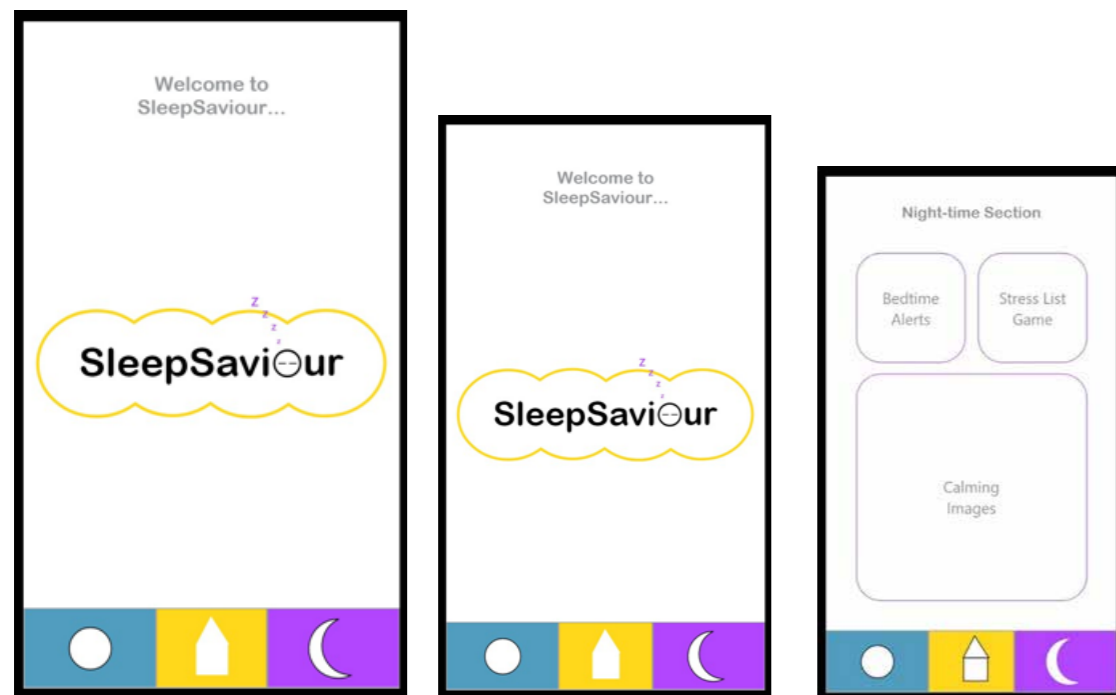 Welcome to
SleepSaviour...
z
z
z
z
SleepSaviour
Welcome to
SleepSaviour...
z
z
z
z
SleepSaviour
Night-time Section
Bedtime
Alerts
Stress List
Game
Calming
Images